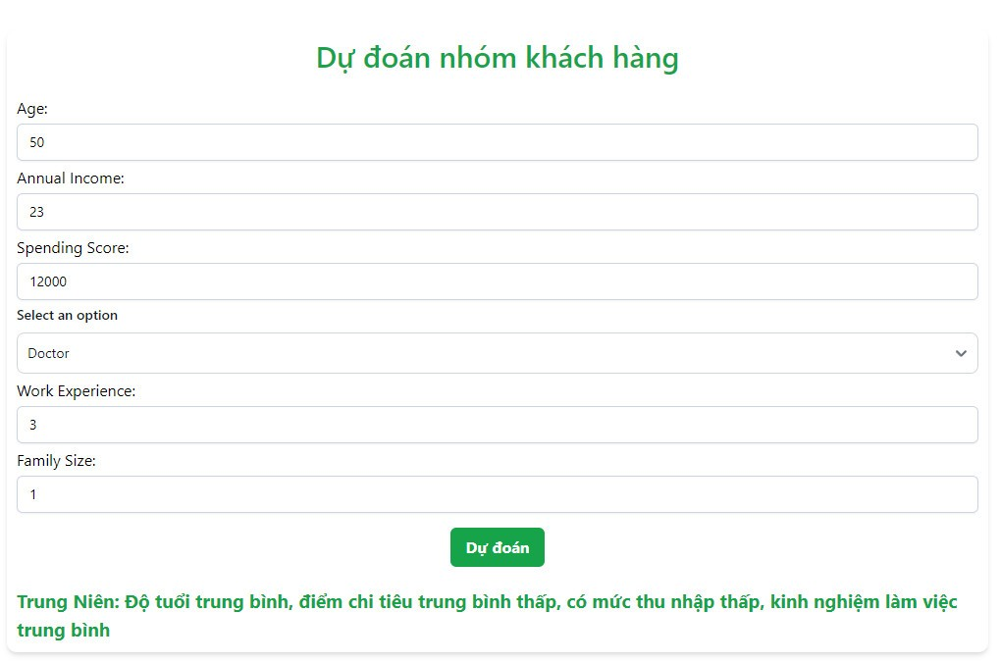 Dự đoán nhóm khách hàng
Age:
50
Annual Income:
23
Spending Score:
12000
Select an option
Doctor
Work Experience:
3
Family Size:
1
Dự đoán
Trung Niên: Độ tuổi trung bình, điểm chi tiêu trung bình thấp, có mức thu nhập thấp, kinh nghiệm làm việc
trung bình